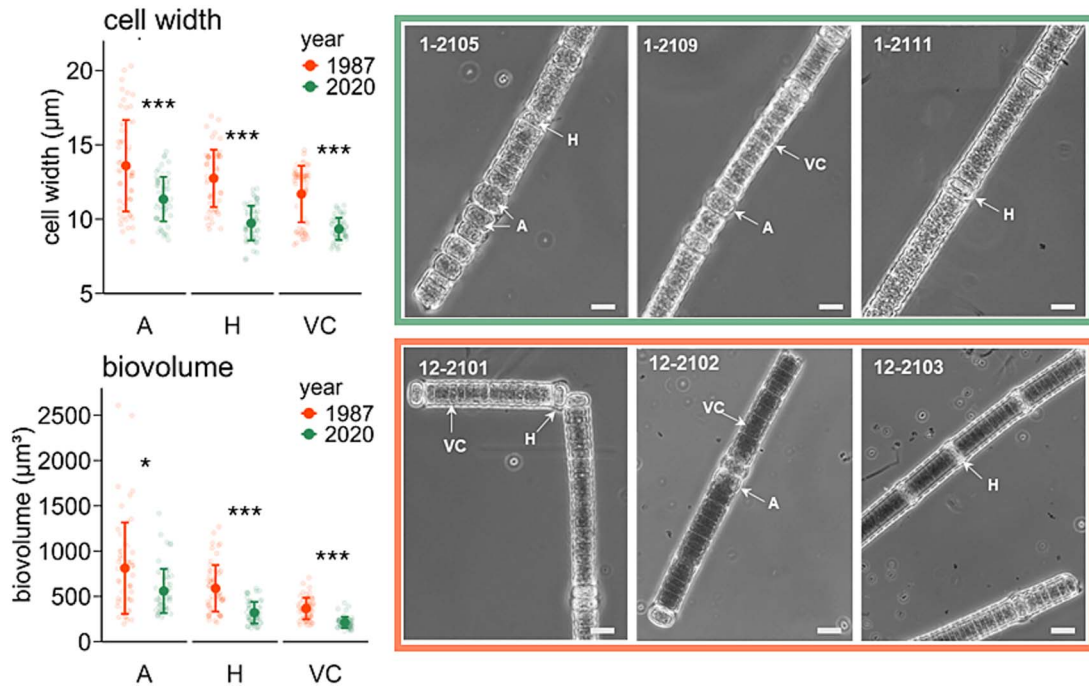 cell width
cell width (µm)
20
15
10
5
year
1987
2020
***
***
***
A H VC
biovolume
biovolume (µm³)
2500
2000
1500
1000
500
0
year
1987
2020
*
***
***
A H VC
1-2105
H
A
1-2109
VC
A
1-2111
H
12-2101
VC
H
12-2102
VC
A
12-2103
H